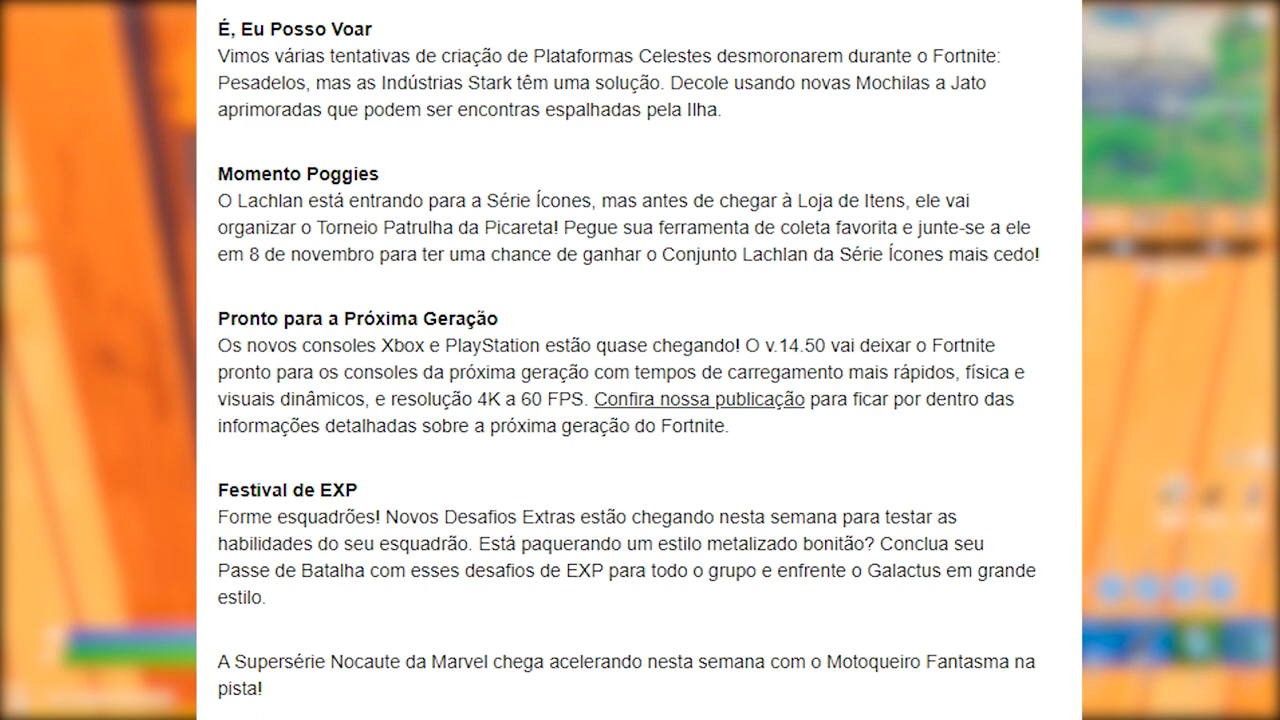 É, Eu Posso Voar
Vimos várias tentativas de criação de Plataformas Celestes desmoronarem durante o Fortnite:
Pesadelos, mas as Indústrias Stark têm uma solução. Decole usando novas Mochilas a Jato
aprimoradas que podem ser encontras espalhadas pela Ilha.
Momento Poggies
O Lachlan está entrando para a Série Ícones, mas antes de chegar à Loja de Itens, ele vai
organizar o Torneio Patrulha da Picareta! Pegue sua ferramenta de coleta favorita e junte-se a ele
em 8 de novembro para ter uma chance de ganhar o Conjunto Lachlan da Série Ícones mais cedo!
Pronto para a Próxima Geração
Os novos consoles Xbox e PlayStation estão quase chegando! O v.14.50 vai deixar o Fortnite
pronto para os consoles da próxima geração com tempos de carregamento mais rápidos, física e
visuais dinâmicos, e resolução 4K a 60 FPS. Confira nossa publicação para ficar por dentro das
informações detalhadas sobre a próxima geração do Fortnite.
Festival de EXP
Forme esquadrões! Novos Desafios Extras estão chegando nesta semana para testar as
habilidades do seu esquadrão. Está paquerando um estilo metalizado bonitão? Conclua seu
Passe de Batalha com esses desafios de EXP para todo o grupo e enfrente o Galactus em grande
estilo.
A Supersérie Nocaute da Marvel chega acelerando nesta semana com o Motoqueiro Fantasma na
pista!